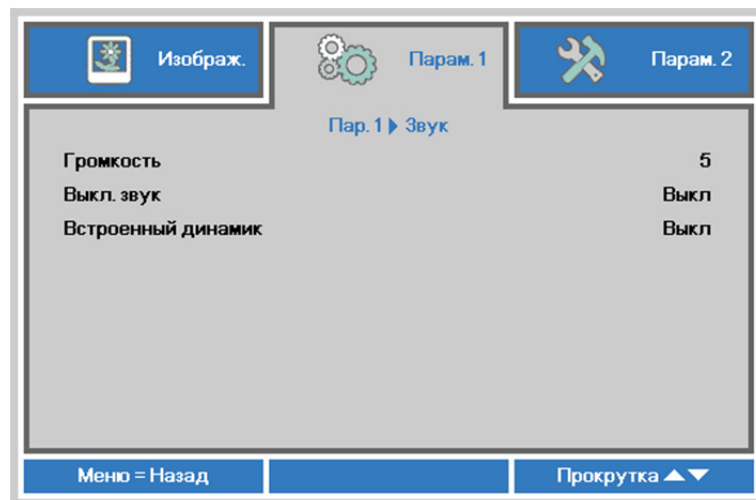 Изображ.
Парам. 1
Парам. 2
Пар. 1 Звук
Громкость 5
Выкл. звук Выкл
Встроенный динамик Выкл
Меню = Назад
Прокрутка